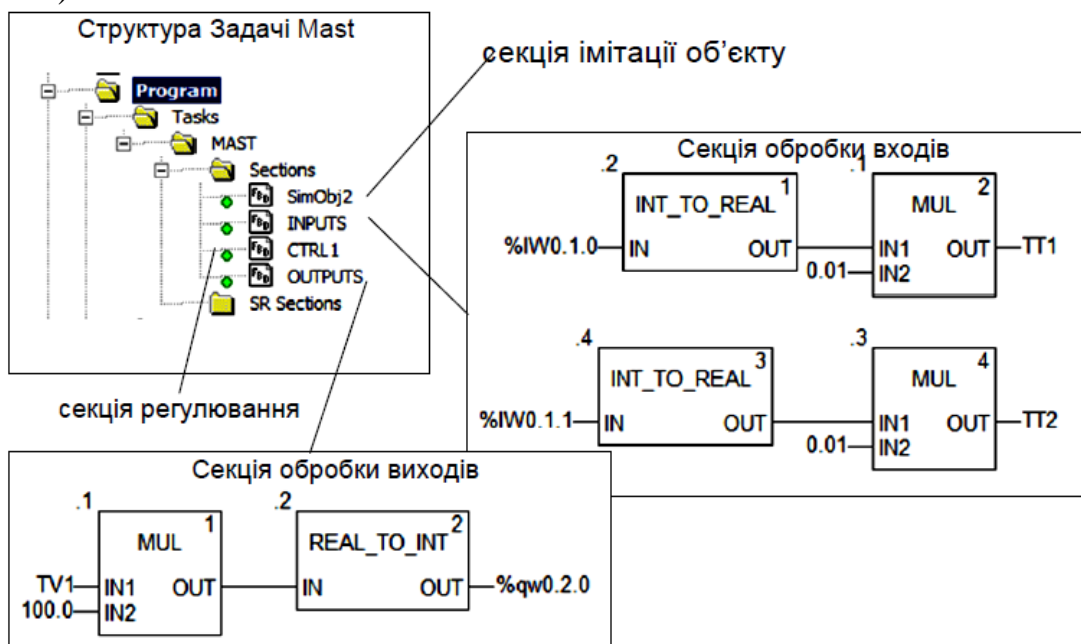 )
Структура Задачі Mast
Program
Tasks
MAST
Sections
SimObj2
INPUTS
CTRL1
OUTPUTS
SR Sections
секція імітації об’єкту
секція регулювання
Секція обробки входів
.2
1
INT_TO_REAL
%IW0.1.0
IN OUT
.1
2
MUL
IN1 OUT
TT1
0.01
IN2
.4
3
INT_TO_REAL
%IW0.1.1
IN OUT
.3
4
MUL
IN1 OUT
TT2
0.01
IN2
Секція обробки виходів
.1
1
MUL
TV1
IN1 OUT
100.0
IN2
.2
2
REAL_TO_INT
IN OUT
%qw0.2.0